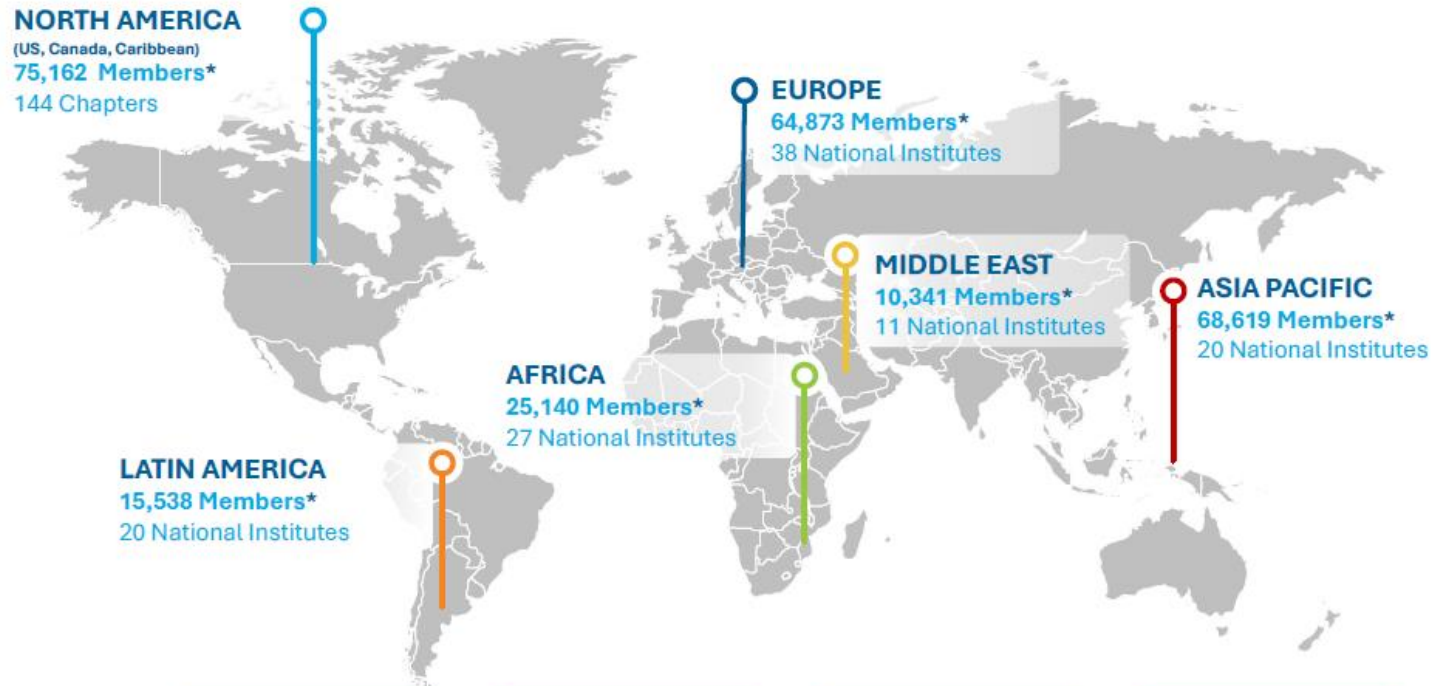 NORTH AMERICA
(US, Canada, Caribbean)
75,162 Members*
144 Chapters
EUROPE
64,873 Members*
38 National Institutes
MIDDLE EAST
10,341 Members*
11 National Institutes
ASIA PACIFIC
68,619 Members*
20 National Institutes
AFRICA
25,140 Members*
27 National Institutes
LATIN AMERICA
15,538 Members*
20 National Institutes